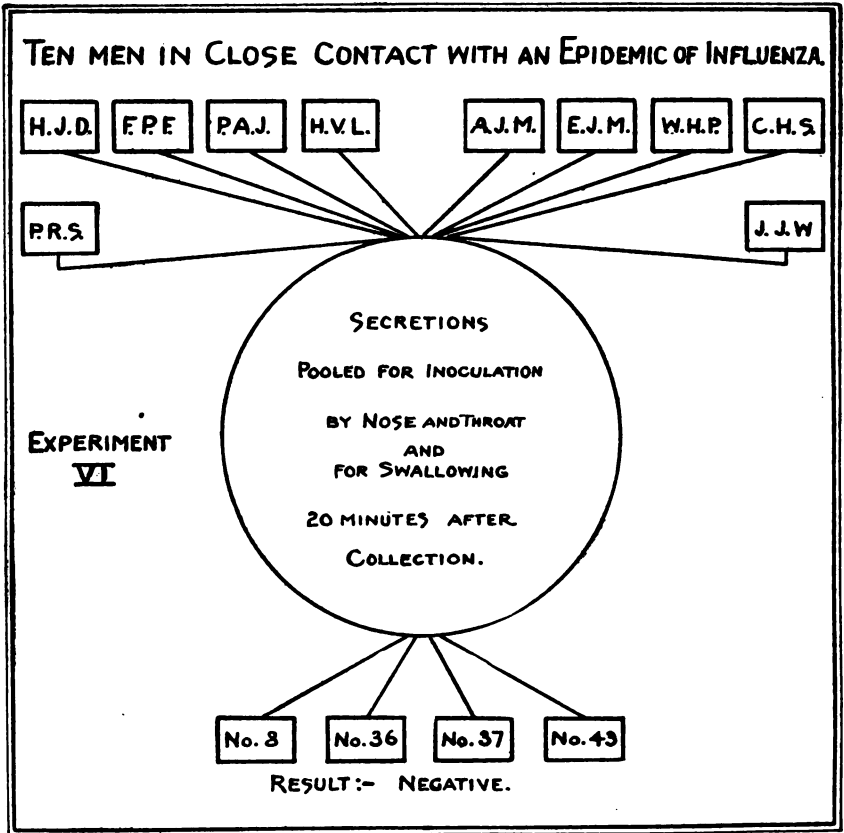 TEN MEN IN CLOSE CONTACT WITH AN EPIDEMIC OF INFLUENZA.
H.J.D. F.P.F. P.A.J. H.V.L. A.J.M. E.J.M. W.H.P. C.H.S.
P.R.S. J.J.W
SECRETIONS
POOLED FOR INOCULATION
BY NOSE AND THROAT
AND
FOR SWALLOWING
20 MINUTES AFTER
COLLECTION.
EXPERIMENT
VI
No.8 No.36 No.37 No.43
RESULT:- NEGATIVE.